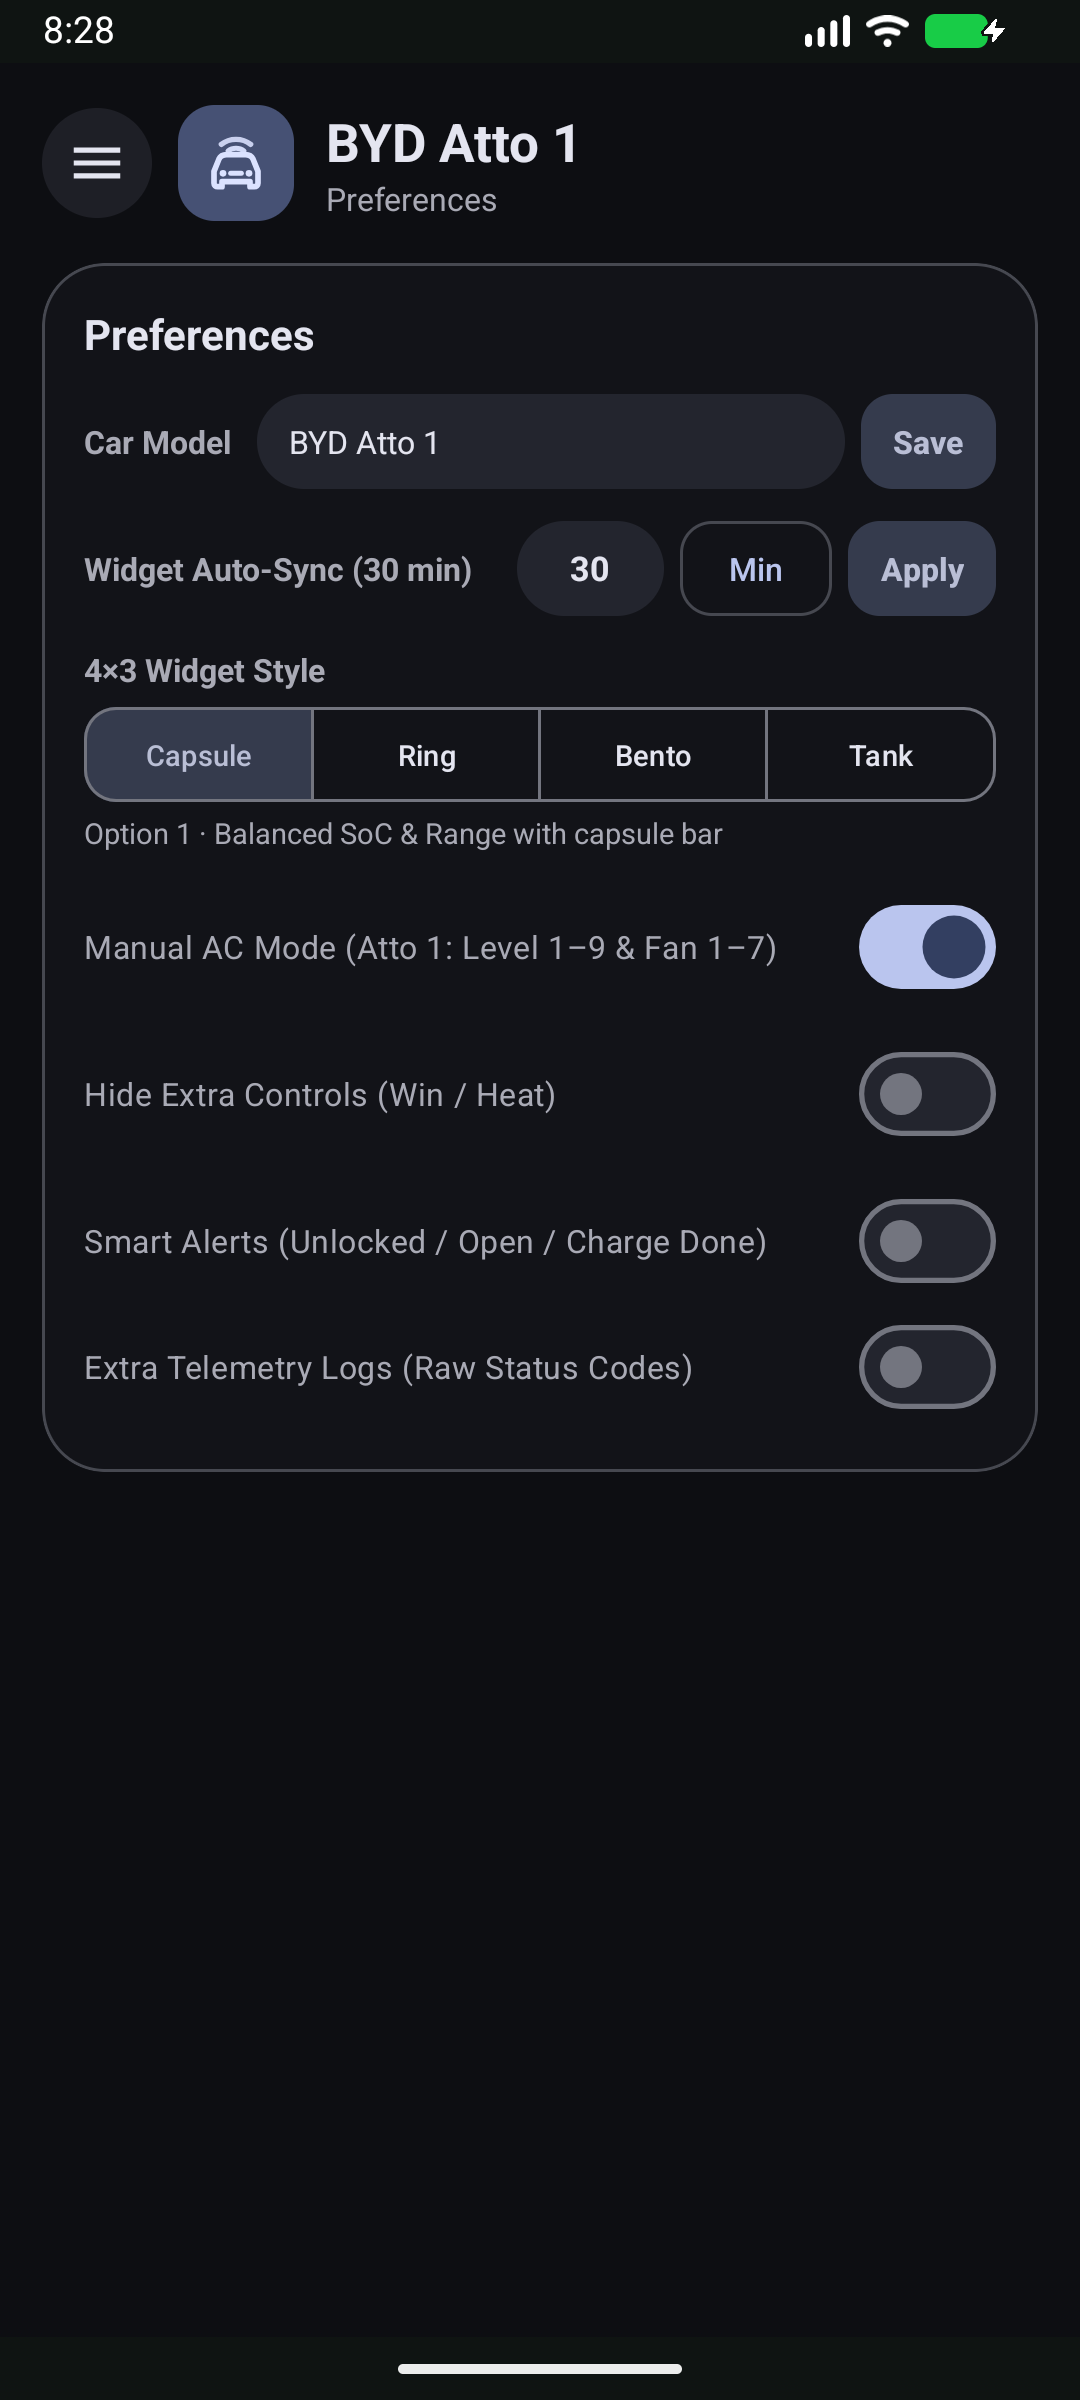 8:28
BYD Atto 1
Preferences
Preferences
Car Model BYD Atto 1 Save
Widget Auto-Sync (30 min) 30 Min Apply
4×3 Widget Style
Capsule Ring Bento Tank
Option 1 · Balanced SoC & Range with capsule bar
Manual AC Mode (Atto 1: Level 1–9 & Fan 1–7)
Hide Extra Controls (Win / Heat)
Smart Alerts (Unlocked / Open / Charge Done)
Extra Telemetry Logs (Raw Status Codes)